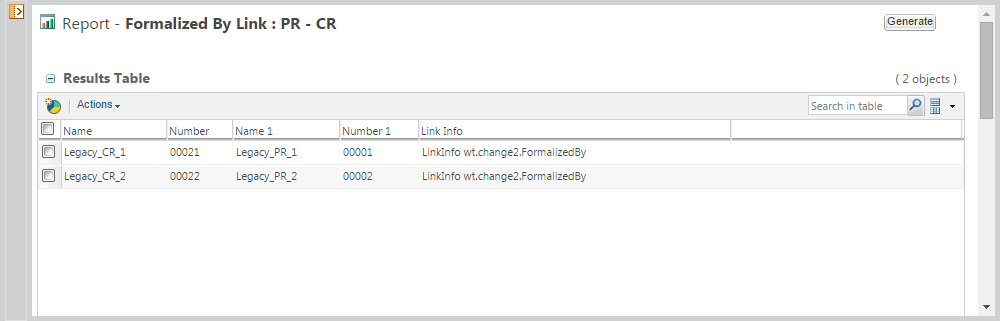 Report - Formalized By Link : PR - CR
Generate
Results Table
( 2 objects )
Actions
Search in table
Name Number Name 1 Number 1 Link Info
Legacy_CR_1 00021 Legacy_PR_1 00001 LinkInfo wt.change2.FormalizedBy
Legacy_CR_2 00022 Legacy_PR_2 00002 LinkInfo wt.change2.FormalizedBy